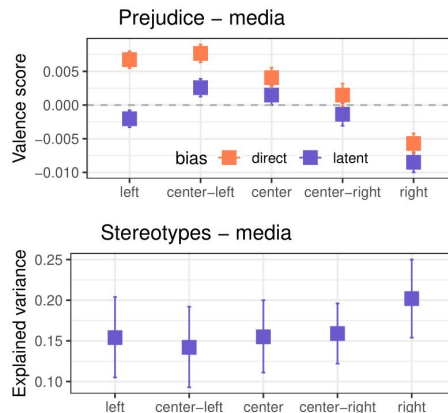 Prejudice − media
Valence score
0.005
0.000
−0.005
−0.010
bias direct latent
left center−left center center−right right
Stereotypes − media
Explained variance
0.25
0.20
0.15
0.10
left center−left center center−right right